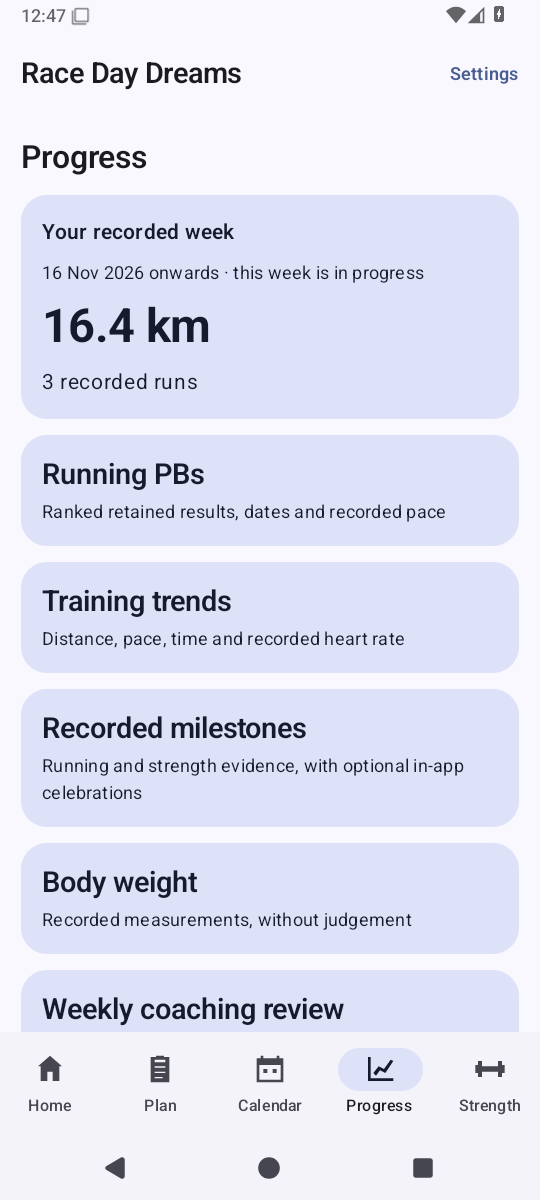 12:47
Race Day Dreams
Settings
Progress
Your recorded week
16 Nov 2026 onwards · this week is in progress
16.4 km
3 recorded runs
Running PBs
Ranked retained results, dates and recorded pace
Training trends
Distance, pace, time and recorded heart rate
Recorded milestones
Running and strength evidence, with optional in-app
celebrations
Body weight
Recorded measurements, without judgement
Weekly coaching review
Home
Plan
Calendar
Progress
Strength